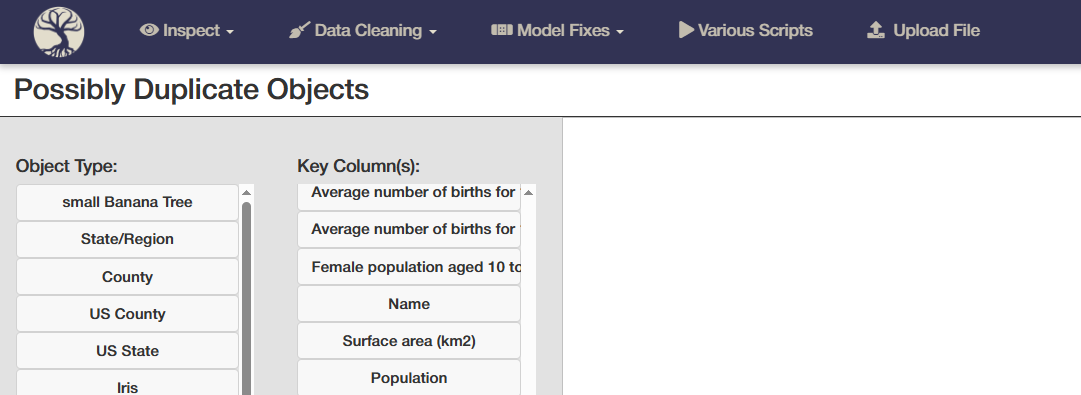 Inspect Data Cleaning Model Fixes Various Scripts Upload File
Possibly Duplicate Objects
Object Type:
small Banana Tree
State/Region
County
US County
US State
Iris
Key Column(s):
Average number of births for
Average number of births for
Female population aged 10 to
Name
Surface area (km2)
Population